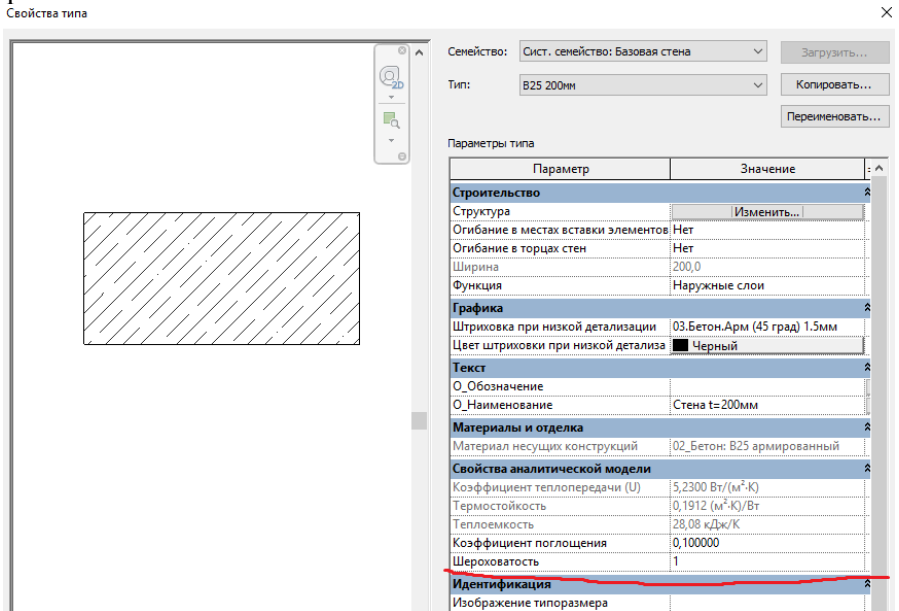 Свойства типа
2D
Семейство: Сист. семейство: Базовая стена Загрузить...
Тип: В25 200мм Копировать...
Переименовать...
Параметры типа
Параметр Значение
Строительство
Структура Изменить...
Огибание в местах вставки элементов Нет
Огибание в торцах стен Нет
Ширина 200,0
Функция Наружные слои
Графика
Штриховка при низкой детализации 03.Бетон.Арм (45 град) 1.5мм
Цвет штриховки при низкой детализа Черный
Текст
О_Обозначение
О_Наименование Стена t=200мм
Материалы и отделка
Материал несущих конструкций 02_Бетон: В25 армированный
Свойства аналитической модели
Коэффициент теплопередачи (U) 5,2300 Вт/(м²·К)
Термостойкость 0,1912 (м²·К)/Вт
Теплоемкость 28,08 кДж/К
Коэффициент поглощения 0,100000
Шероховатость 1
Идентификация
Изображение типоразмера